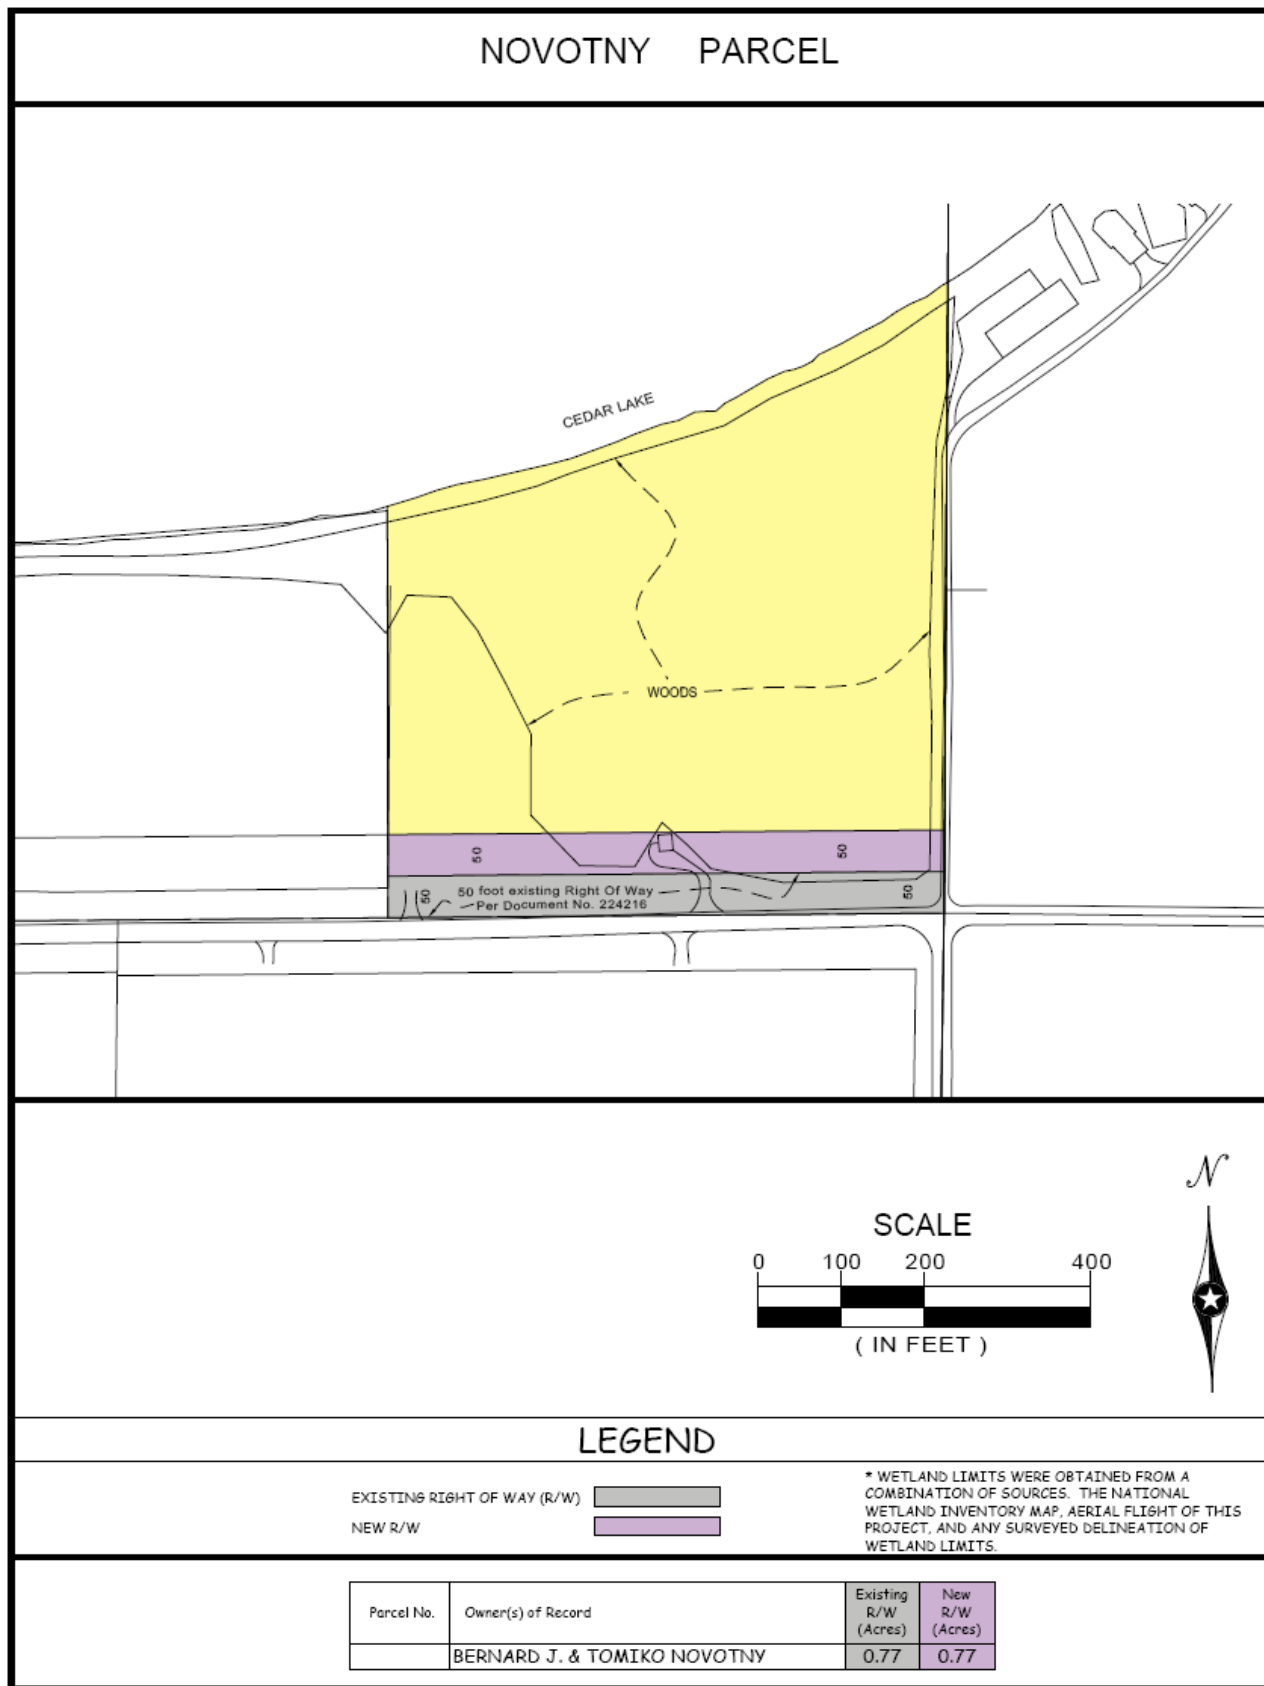 NOVOTNY PARCEL
CEDAR LAKE
WOODS
50
50
50
50 foot existing Right Of Way
Per Document No. 224216
50
N
SCALE
0 100 200 400
( IN FEET )
LEGEND
EXISTING RIGHT OF WAY (R/W)
NEW R/W
* WETLAND LIMITS WERE OBTAINED FROM A
COMBINATION OF SOURCES. THE NATIONAL
WETLAND INVENTORY MAP, AERIAL FLIGHT OF THIS
PROJECT, AND ANY SURVEYED DELINEATION OF
WETLAND LIMITS.
Parcel No.
Owner(s) of Record
Existing
R/W
(Acres)
New
R/W
(Acres)
BERNARD J. & TOMIKO NOVOTNY
0.77
0.77